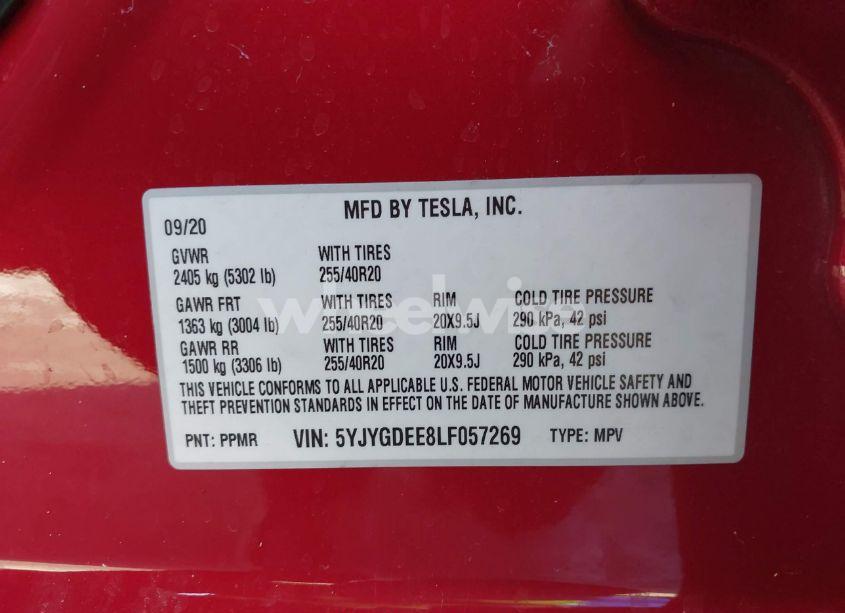 MFD BY TESLA, INC.
09/20
GVWR WITH TIRES
2405 kg (5302 lb) 255/40R20
GAWR FRT WITH TIRES RIM COLD TIRE PRESSURE
1363 kg (3004 lb) 255/40R20 20X9.5J 290 kPa, 42 psi
GAWR RR WITH TIRES RIM COLD TIRE PRESSURE
1500 kg (3306 lb) 255/40R20 20X9.5J 290 kPa, 42 psi
THIS VEHICLE CONFORMS TO ALL APPLICABLE U.S. FEDERAL MOTOR VEHICLE SAFETY AND
THEFT PREVENTION STANDARDS IN EFFECT ON THE DATE OF MANUFACTURE SHOWN ABOVE.
PNT: PPMR VIN: 5YJYGDEE8LF057269 TYPE: MPV
wheelwise